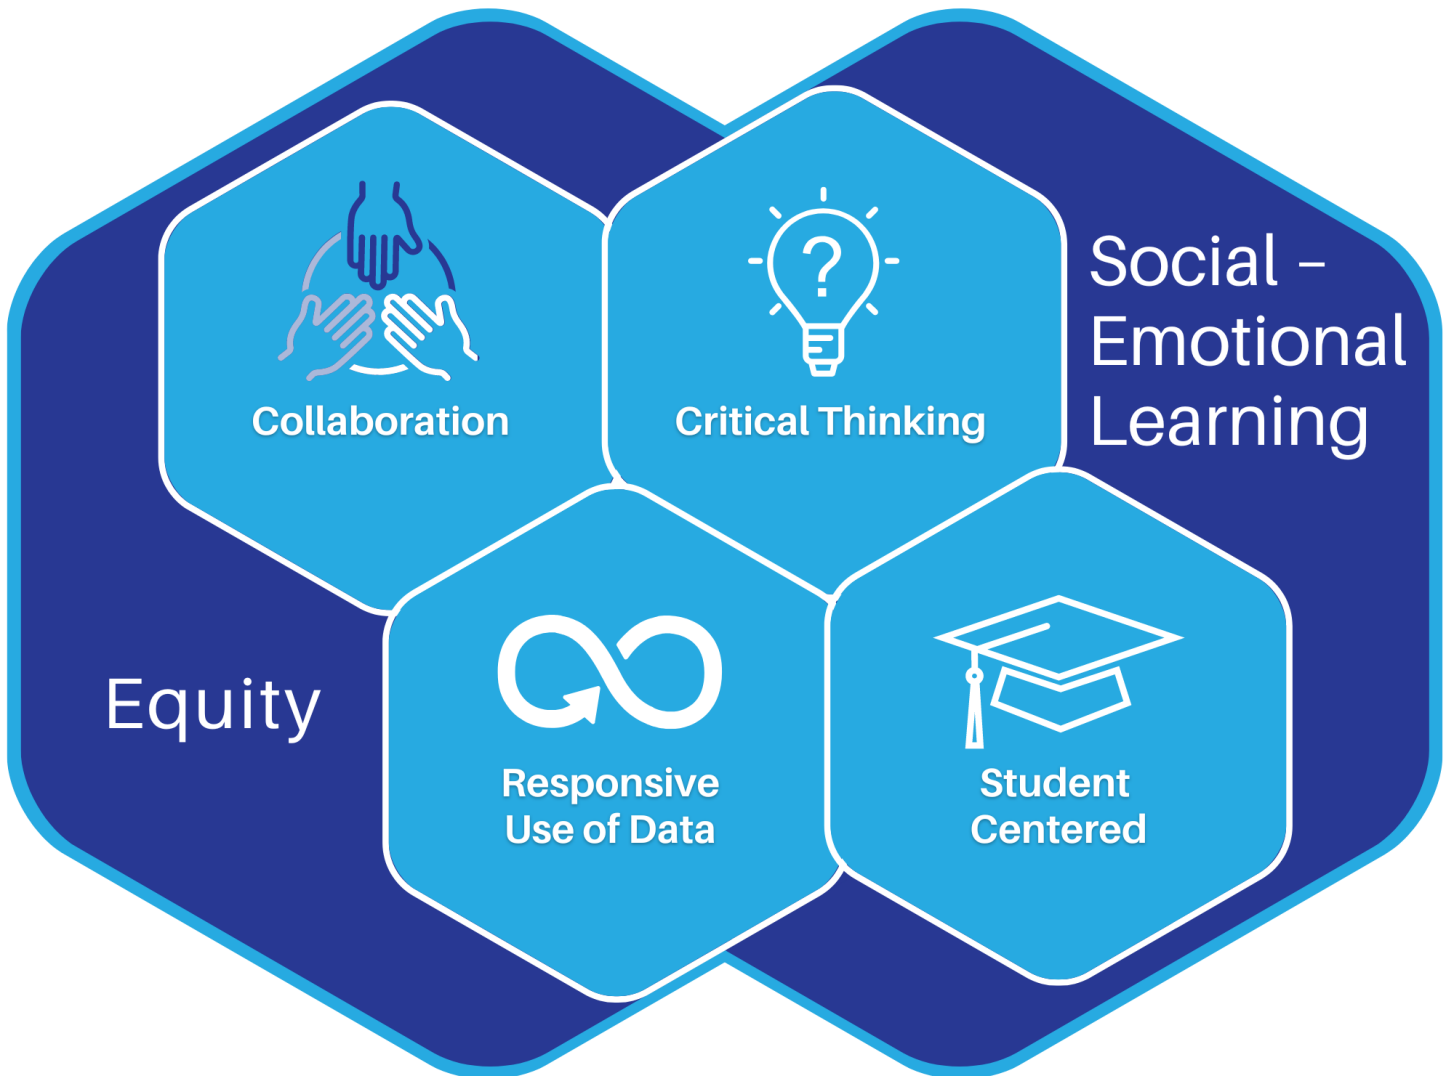 Collaboration
Critical Thinking
Social –
Emotional
Learning
Equity
Responsive
Use of Data
Student
Centered